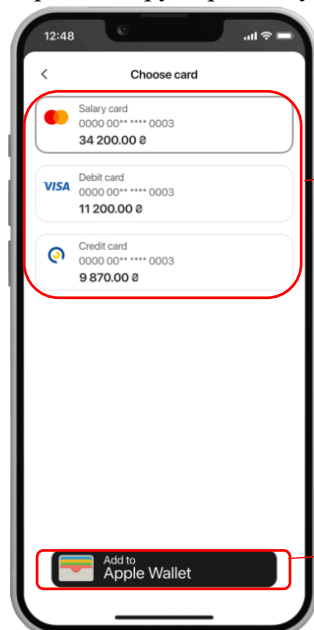 12:48
Choose card
Salary card
0000 00** **** 0003
34 200.00 ₴
VISA
Debit card
0000 00** **** 0003
11 200.00 ₴
Credit card
0000 00** **** 0003
9 870.00 ₴
Add to
Apple Wallet